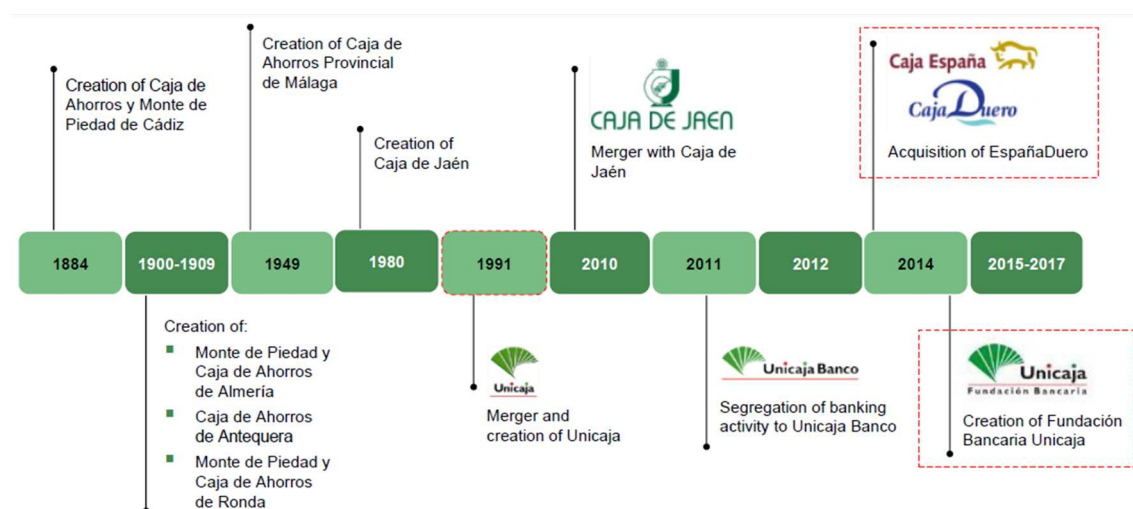 Creation of Caja de
Ahorros y Monte de
Piedad de Cádiz
Creation of Caja de
Ahorros Provincial
de Málaga
Creation of
Caja de Jaén
CAJA DE JAEN
Merger with Caja de
Jaén
Caja España
Caja Duero
Acquisition of EspañaDuero
1884
1900-1909
1949
1980
1991
2010
2011
2012
2014
2015-2017
Creation of:
Monte de Piedad y
Caja de Ahorros
de Almería
Caja de Ahorros
de Antequera
Monte de Piedad y
Caja de Ahorros
de Ronda
Unicaja
Merger and
creation of Unicaja
Unicaja Banco
Segregation of banking
activity to Unicaja Banco
Unicaja
Fundación Bancaria
Creation of Fundación
Bancaria Unicaja